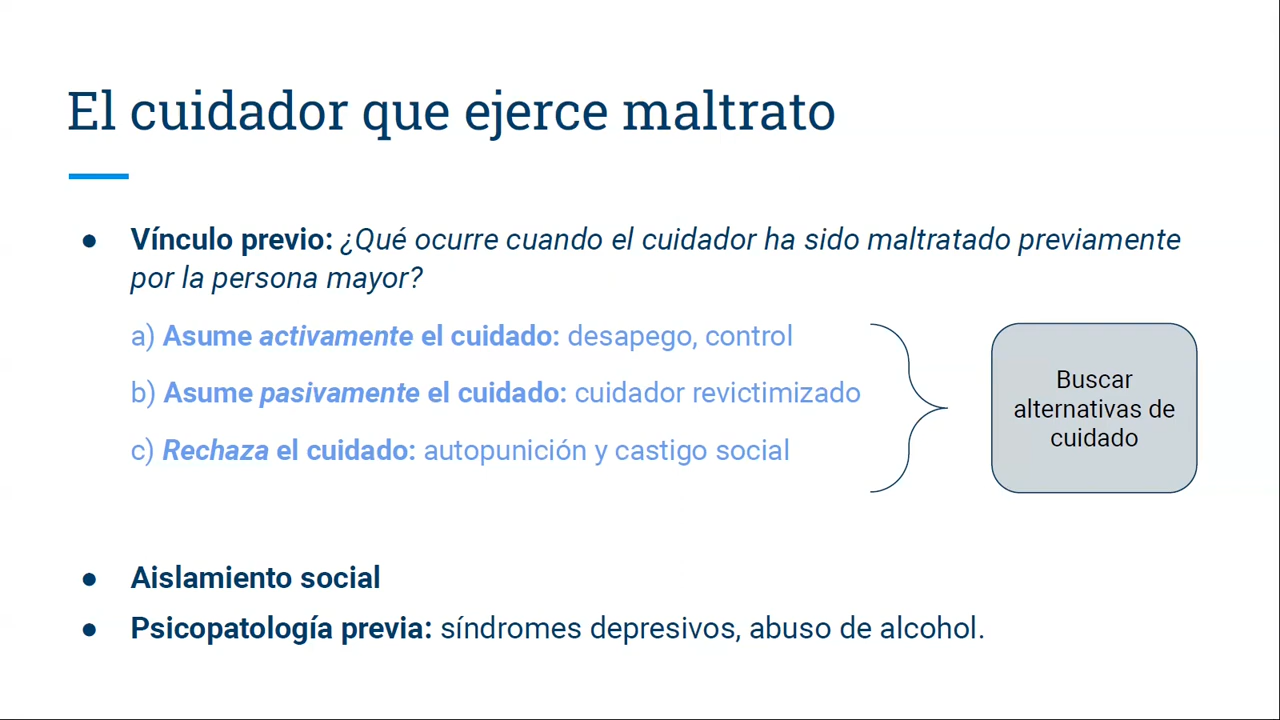 El cuidador que ejerce maltrato
● Vínculo previo: ¿Qué ocurre cuando el cuidador ha sido maltratado previamente
por la persona mayor?
a) Asume activamente el cuidado: desapego, control
b) Asume pasivamente el cuidado: cuidador revictimizado
c) Rechaza el cuidado: autopunición y castigo social
Buscar
alternativas de
cuidado
● Aislamiento social
● Psicopatología previa: síndromes depresivos, abuso de alcohol.